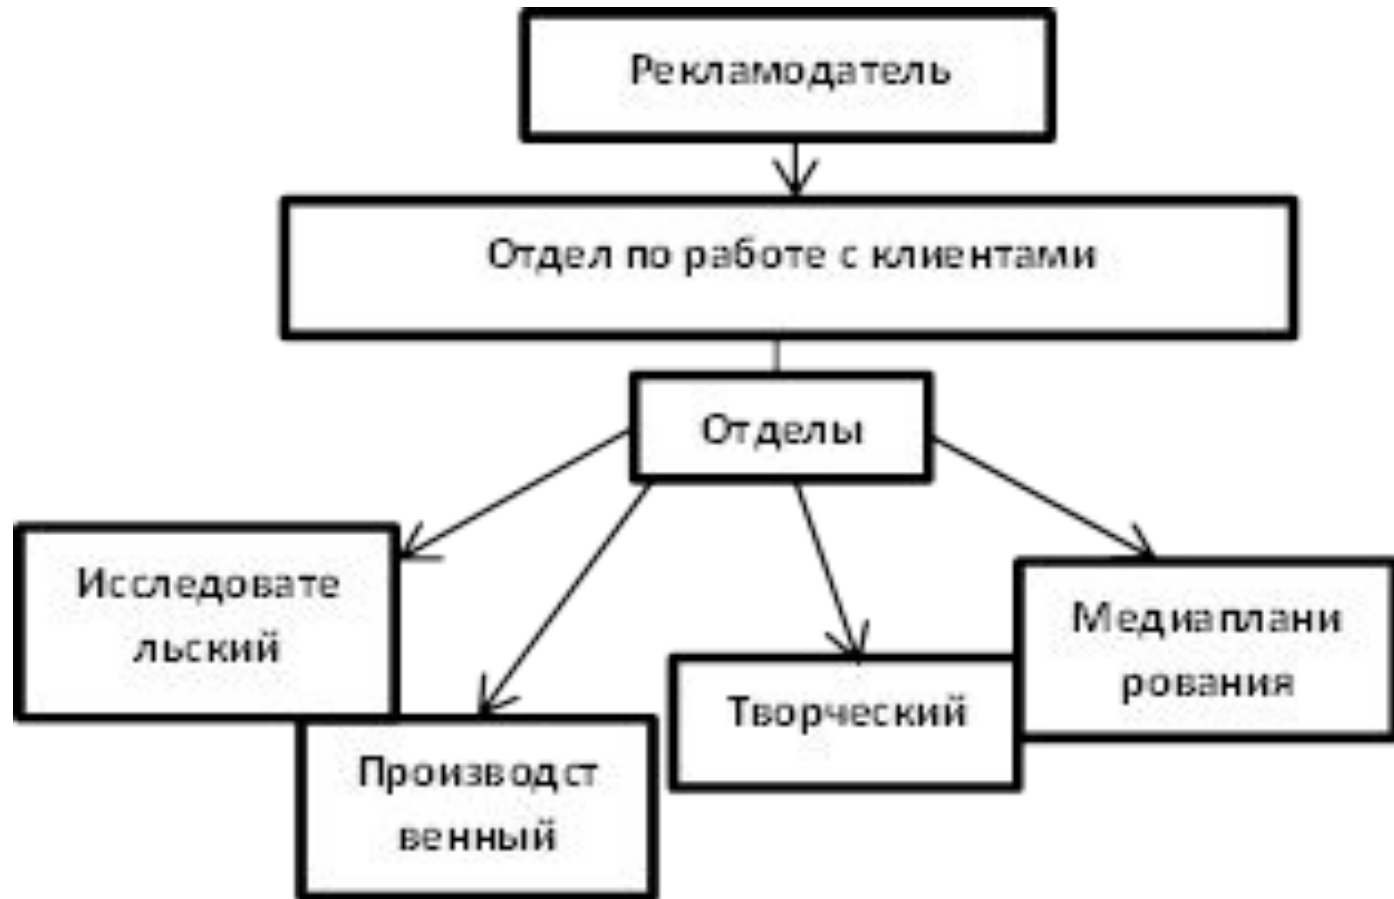 Рекламодатель
Отдел по работе с клиентами
Отделы
Исследовате
льский
Производст
венный
Творческий
Медиаплани
рования